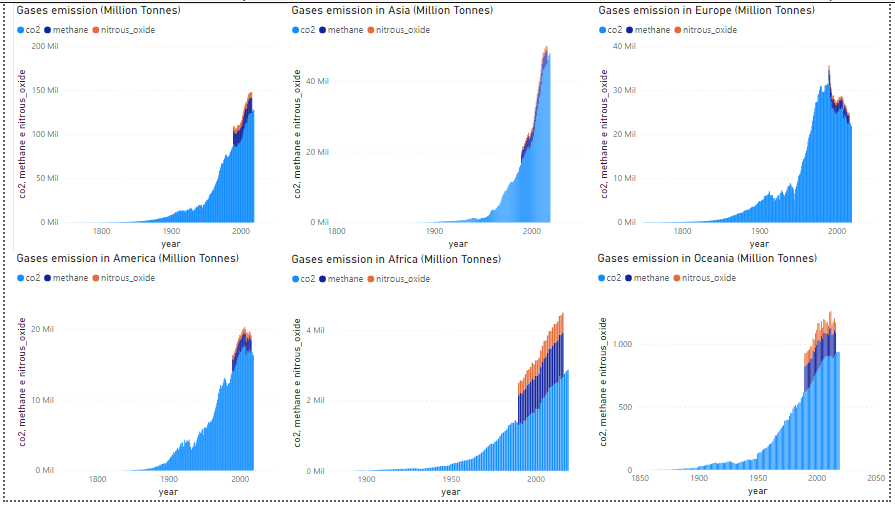 Gases emission (Million Tonnes)
co2 methane nitrous_oxide
200 Mil
150 Mil
100 Mil
50 Mil
0 Mil
co2, methane e nitrous_oxide
1800 1900 2000
year
Gases emission in Asia (Million Tonnes)
co2 methane nitrous_oxide
40 Mil
20 Mil
0 Mil
co2, methane e nitrous_oxide
1800 1900 2000
year
Gases emission in Europe (Million Tonnes)
co2 methane nitrous_oxide
40 Mil
30 Mil
20 Mil
10 Mil
0 Mil
co2, methane e nitrous_oxide
1800 1900 2000
year
Gases emission in America (Million Tonnes)
co2 methane nitrous_oxide
20 Mil
10 Mil
0 Mil
co2, methane e nitrous_oxide
1800 1900 2000
year
Gases emission in Africa (Million Tonnes)
co2 methane nitrous_oxide
4 Mil
2 Mil
0 Mil
co2, methane e nitrous_oxide
1900 1950 2000
year
Gases emission in Oceania (Million Tonnes)
co2 methane nitrous_oxide
1.000
500
0
co2, methane e nitrous_oxide
1850 1900 1950 2000 2050
year